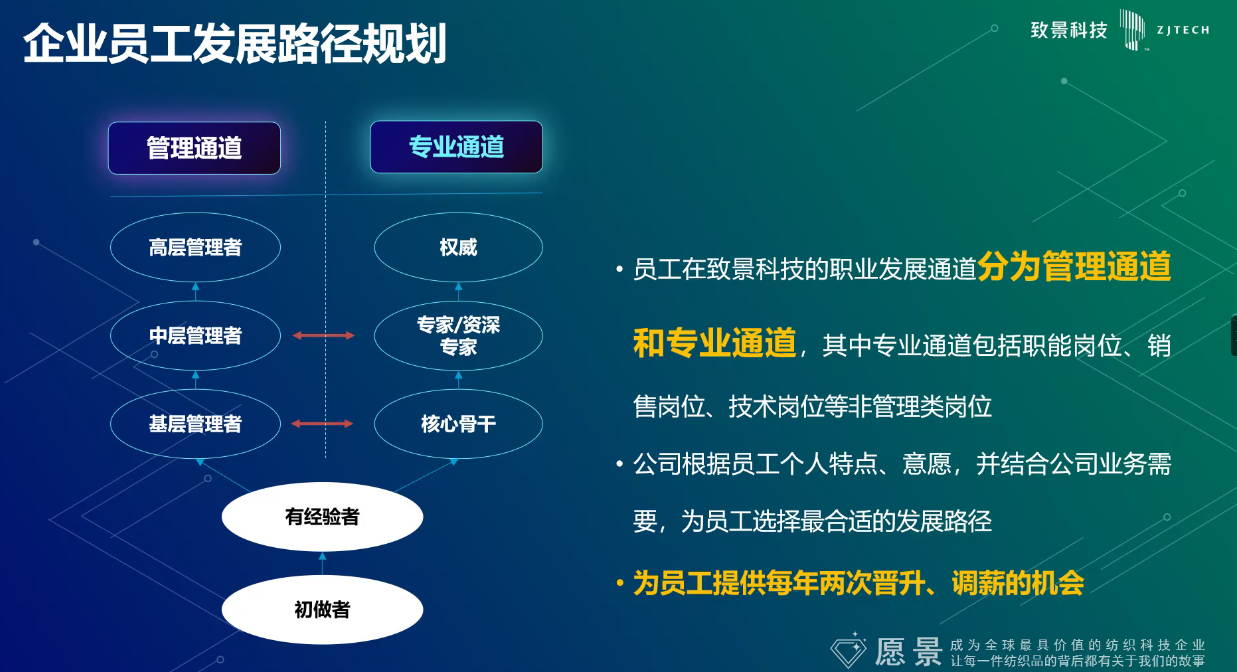 企业员工发展路径规划
致景科技 ZJTECH
管理通道
专业通道
高层管理者
权威
中层管理者
专家/资深
专家
基层管理者
核心骨干
有经验者
初做者
• 员工在致景科技的职业发展通道分为管理通道
和专业通道，其中专业通道包括职能岗位、销
售岗位、技术岗位等非管理类岗位
• 公司根据员工个人特点、意愿，并结合公司业务需
要，为员工选择最合适的发展路径
• 为员工提供每年两次晋升、调薪的机会
愿景
成为全球最具价值的纺织科技企业
让每一件纺织品的背后都有关于我们的故事